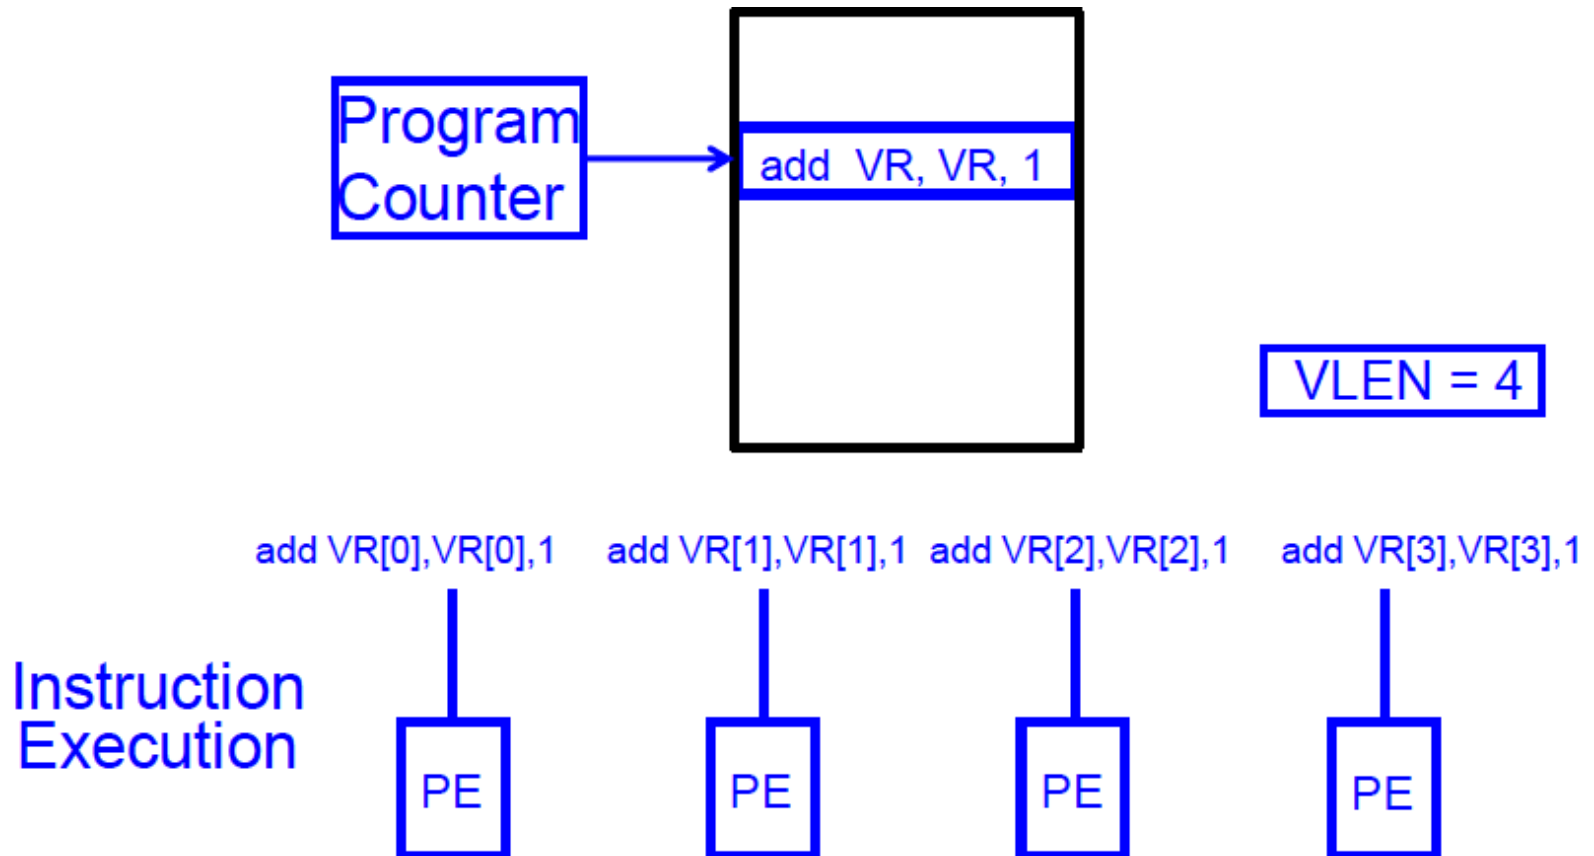 Program
Counter
add VR, VR, 1
VLEN = 4
add VR[0],VR[0],1
add VR[1],VR[1],1
add VR[2],VR[2],1
add VR[3],VR[3],1
Instruction
Execution
PE
PE
PE
PE